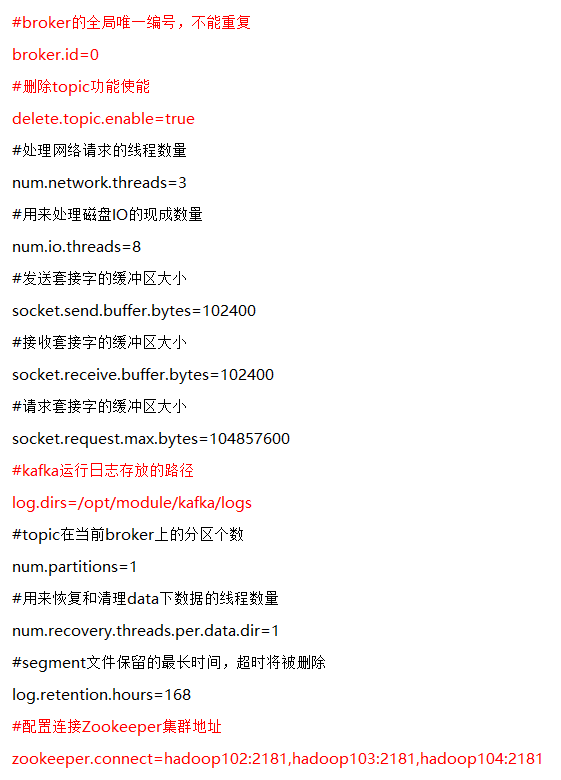 #broker的全局唯一编号，不能重复
broker.id=0
#删除topic功能使能
delete.topic.enable=true
#处理网络请求的线程数量
num.network.threads=3
#用来处理磁盘IO的现成数量
num.io.threads=8
#发送套接字的缓冲区大小
socket.send.buffer.bytes=102400
#接收套接字的缓冲区大小
socket.receive.buffer.bytes=102400
#请求套接字的缓冲区大小
socket.request.max.bytes=104857600
#kafka运行日志存放的路径
log.dirs=/opt/module/kafka/logs
#topic在当前broker上的分区个数
num.partitions=1
#用来恢复和清理data下数据的线程数量
num.recovery.threads.per.data.dir=1
#segment文件保留的最长时间，超时将被删除
log.retention.hours=168
#配置连接Zookeeper集群地址
zookeeper.connect=hadoop102:2181,hadoop103:2181,hadoop104:2181